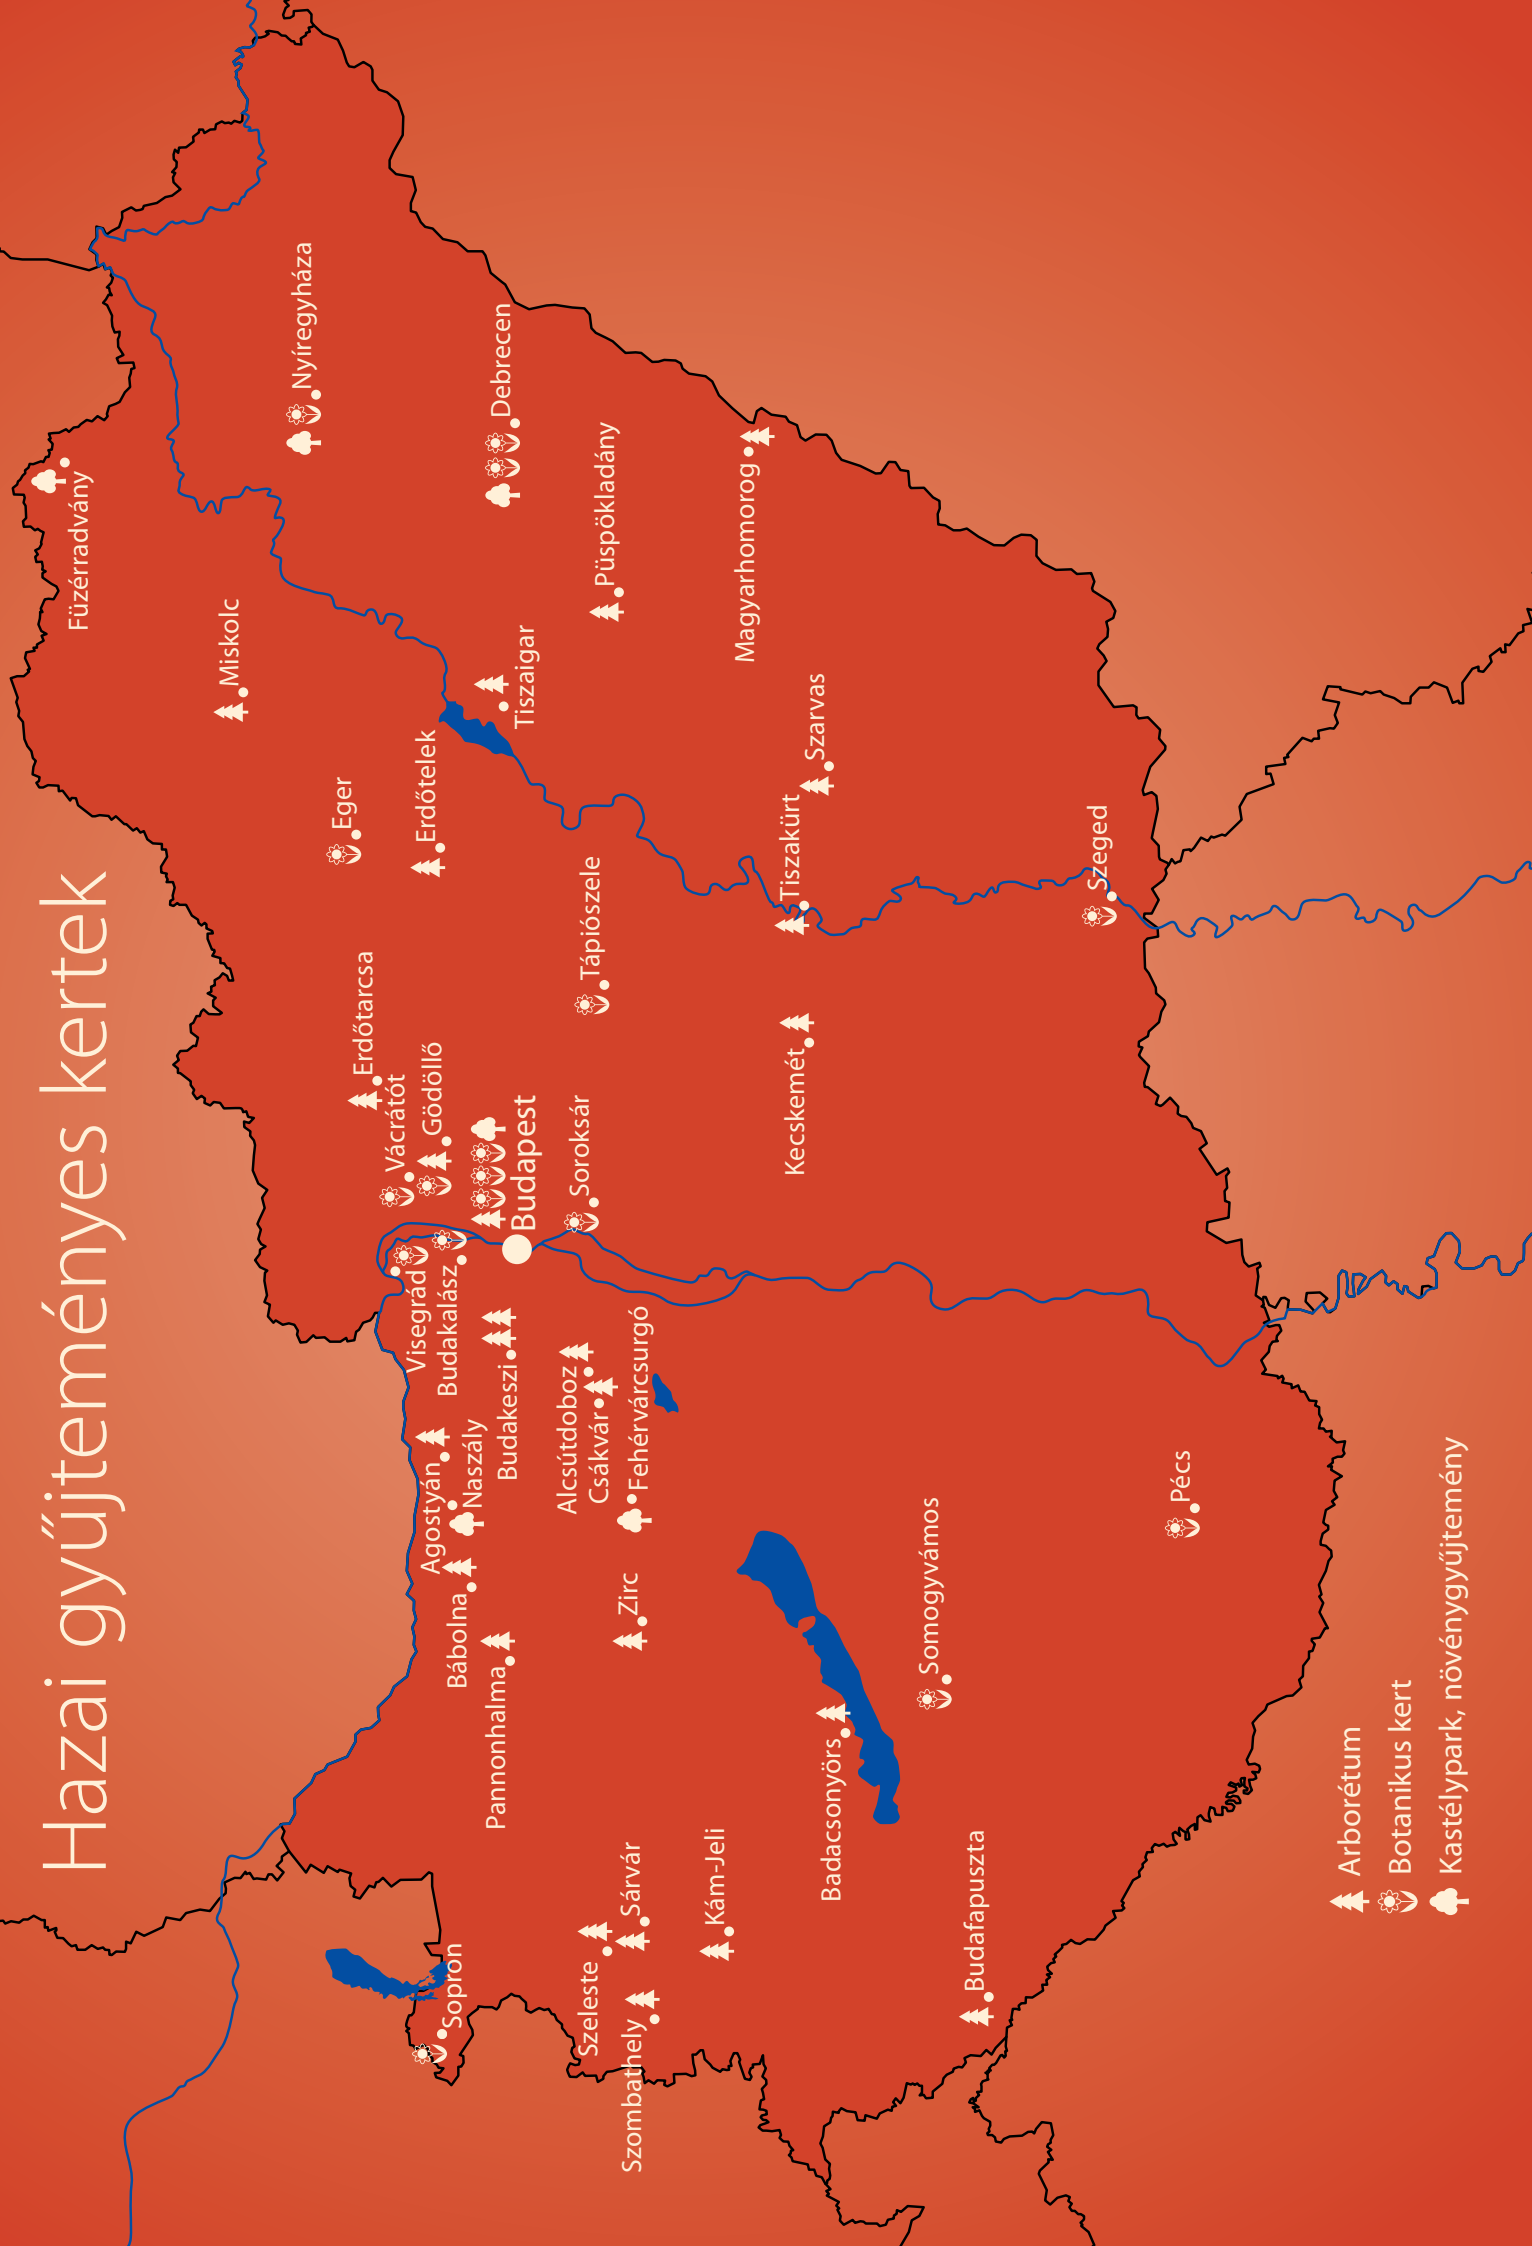 Hazai gyűjteményes kertek
Füzérradvány
Miskolc
Nyíregyháza
Eger
Erdőtarcsa
Vácrátót
Gödöllő
Erdőtelek
Debrecen
Tiszaigar
Budapest
Visegrád
Budakalász
Agostyán
Naszály
Bábolna
Sopron
Pannonhalma
Budakeszi
Püspökladány
Tápiószele
Soroksár
Alcsútdoboz
Csákvár
Fehérvárcsurgó
Zirc
Szeleste
Sárvár
Szombathely
Kám-Jeli
Magyarhomorog
Szarvas
Tiszakürt
Kecskemét
Badacsonyörs
Somogyvámos
Budafapuszta
Szeged
Pécs
Arborétum
Botanikus kert
Kastélypark, növénygyűjtemény